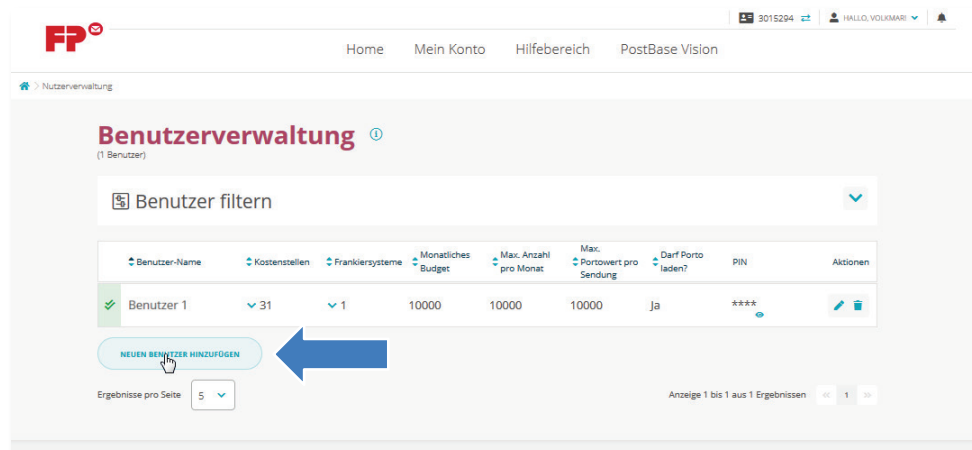 3015294
HALLO, VOLKMAR!
FP
Home Mein Konto Hilfebereich PostBase Vision
Nutzerverwaltung
Benutzerverwaltung
(1 Benutzer)
Benutzer filtern
Benutzer-Name Kostenstellen Frankiersysteme Monatliches Budget Max. Anzahl pro Monat Max. Portowert pro Sendung Darf Porto laden? PIN Aktionen
Benutzer 1 31 1 10000 10000 10000 Ja ****
NEUEN BENUTZER HINZUFÜGEN
Ergebnisse pro Seite 5 Anzeige 1 bis 1 aus 1 Ergebnissen << 1 >>